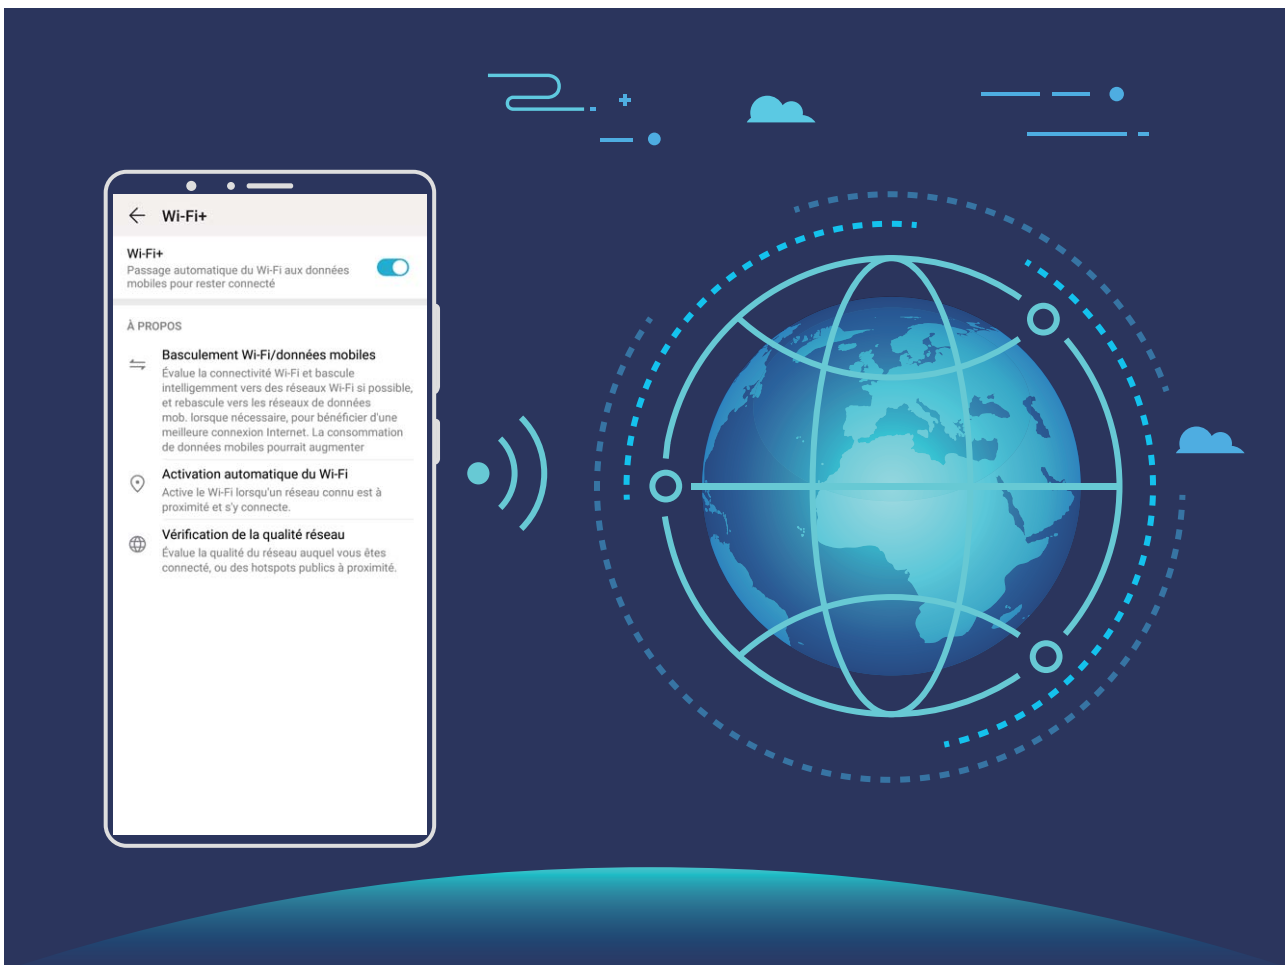 Wi-Fi+
Wi-Fi+
Passage automatique du Wi-Fi aux données
mobiles pour rester connecté
À PROPOS
Basculement Wi-Fi/données mobiles
Évalue la connectivité Wi-Fi et bascule
intelligemment vers des réseaux Wi-Fi si possible,
et rebascule vers les réseaux de données
mob. lorsque nécessaire, pour bénéficier d'une
meilleure connexion Internet. La consommation
de données mobiles pourrait augmenter
Activation automatique du Wi-Fi
Active le Wi-Fi lorsqu'un réseau connu est à
proximité et s'y connecte.
Vérification de la qualité réseau
Évalue la qualité du réseau auquel vous êtes
connecté, ou des hotspots publics à proximité.